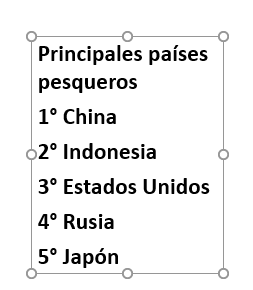 Principales países
pesqueros
1° China
2° Indonesia
3° Estados Unidos
4° Rusia
5° Japón